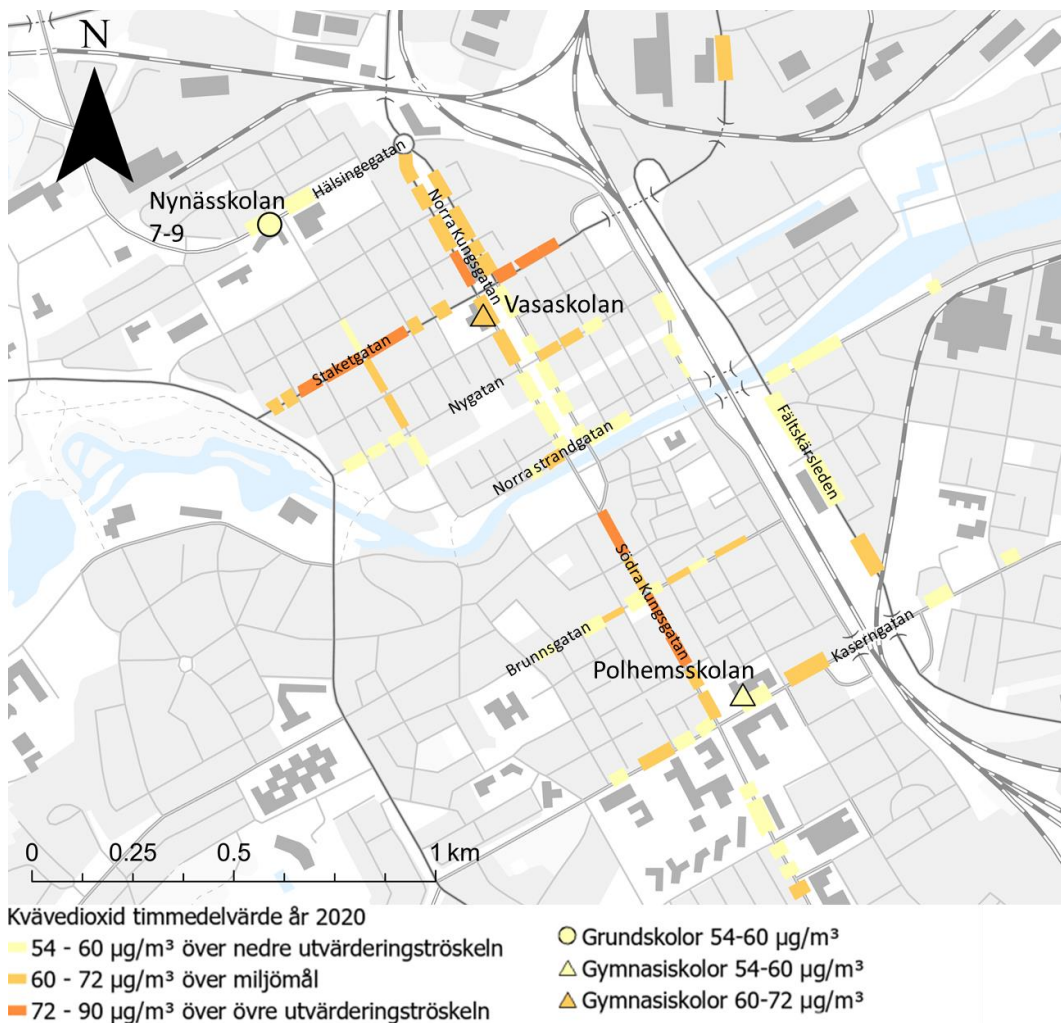 N
Hälsingegatan
Nynässkolan
7-9
Norra Kungsgatan
Vasaskolan
Staketgatan
Nygatan
Norra strandgatan
Fältskärsleden
Södra Kungsgatan
Brunnsgatan
Kaserngatan
Polhemsskolan
0 0.25 0.5 1 km
Kvävedioxid timmedelvärde år 2020
54 - 60 µg/m³ över nedre utvärderingströskeln
60 - 72 µg/m³ över miljömål
72 - 90 µg/m³ över övre utvärderingströskeln
Grundskolor 54-60 µg/m³
Gymnasiskolor 54-60 µg/m³
Gymnasiskolor 60-72 µg/m³